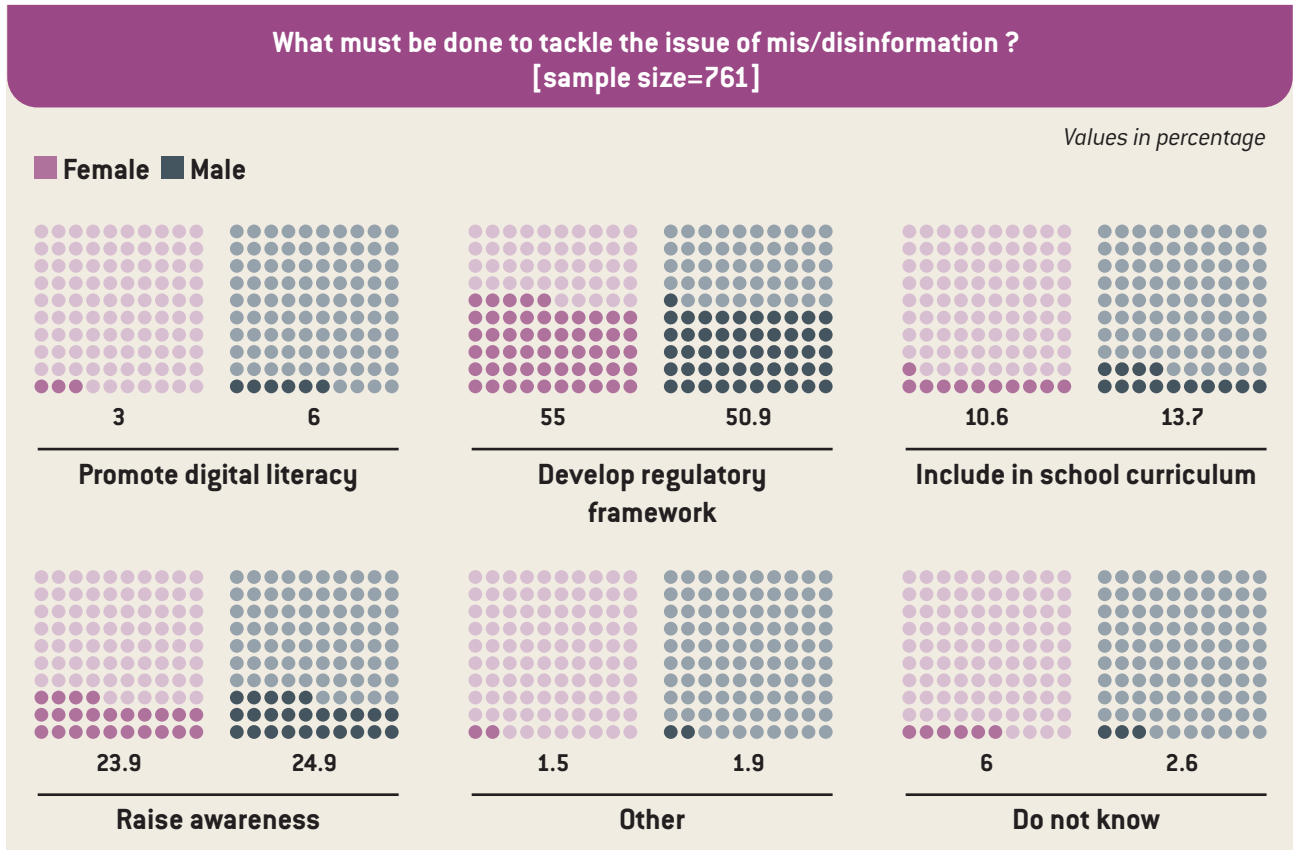 What must be done to tackle the issue of mis/disinformation ?
[sample size=761]
Values in percentage
Female Male
3 6
Promote digital literacy
55 50.9
Develop regulatory
framework
10.6 13.7
Include in school curriculum
23.9 24.9
Raise awareness
1.5 1.9
Other
6 2.6
Do not know